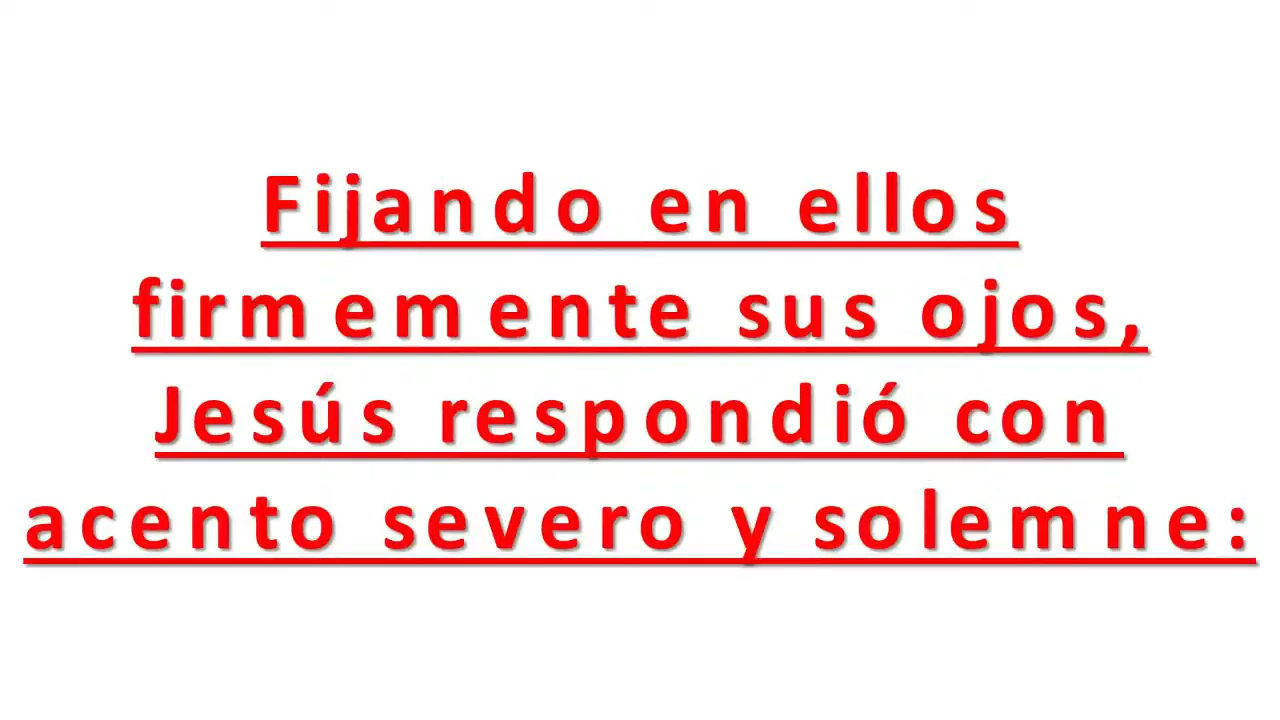 Fijando en ellos
firmemente sus ojos,
Jesús respondió con
acento severo y solemne: